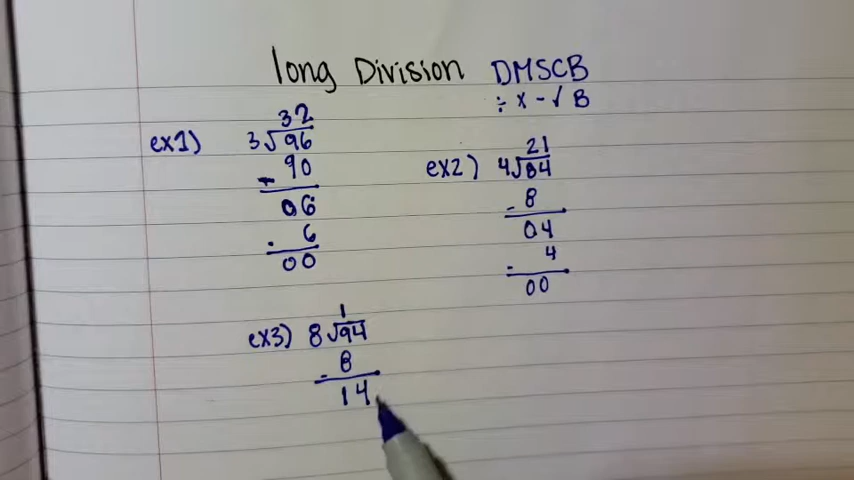 long Division DMSCB
÷ x - √ B
ex1) 32
3√96
- 90
06
- 6
00
ex2) 21
4√84
- 8
04
- 4
00
ex3) 1
8√94
- 8
14